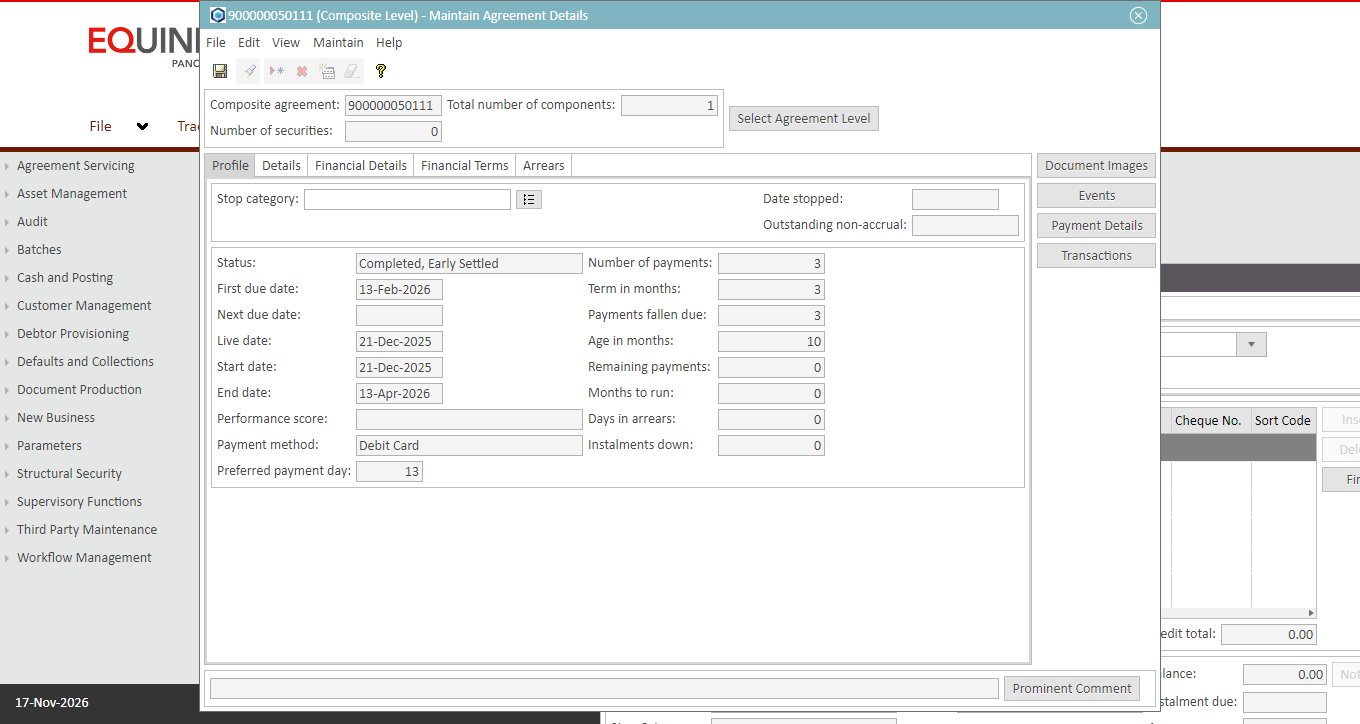 900000050111 (Composite Level) - Maintain Agreement Details
EQUINI
File Edit View Maintain Help
Composite agreement: 900000050111 Total number of components: 1
Number of securities: 0
Select Agreement Level
File
Profile Details Financial Details Financial Terms Arrears
Document Images
Events
Payment Details
Transactions
Agreement Servicing
Asset Management
Audit
Batches
Cash and Posting
Customer Management
Debtor Provisioning
Defaults and Collections
Document Production
New Business
Parameters
Structural Security
Supervisory Functions
Third Party Maintenance
Workflow Management
17-Nov-2026
Stop category: Date stopped:
Outstanding non-accrual:
Status: Completed, Early Settled Number of payments: 3
First due date: 13-Feb-2026 Term in months: 3
Next due date: Payments fallen due: 3
Live date: 21-Dec-2025 Age in months: 10
Start date: 21-Dec-2025 Remaining payments: 0
End date: 13-Apr-2026 Months to run: 0
Performance score: Days in arrears: 0
Payment method: Debit Card Instalments down: 0
Preferred payment day: 13
Prominent Comment
Cheque No. Sort Code
edit total: 0.00
lance: 0.00
stalment due: